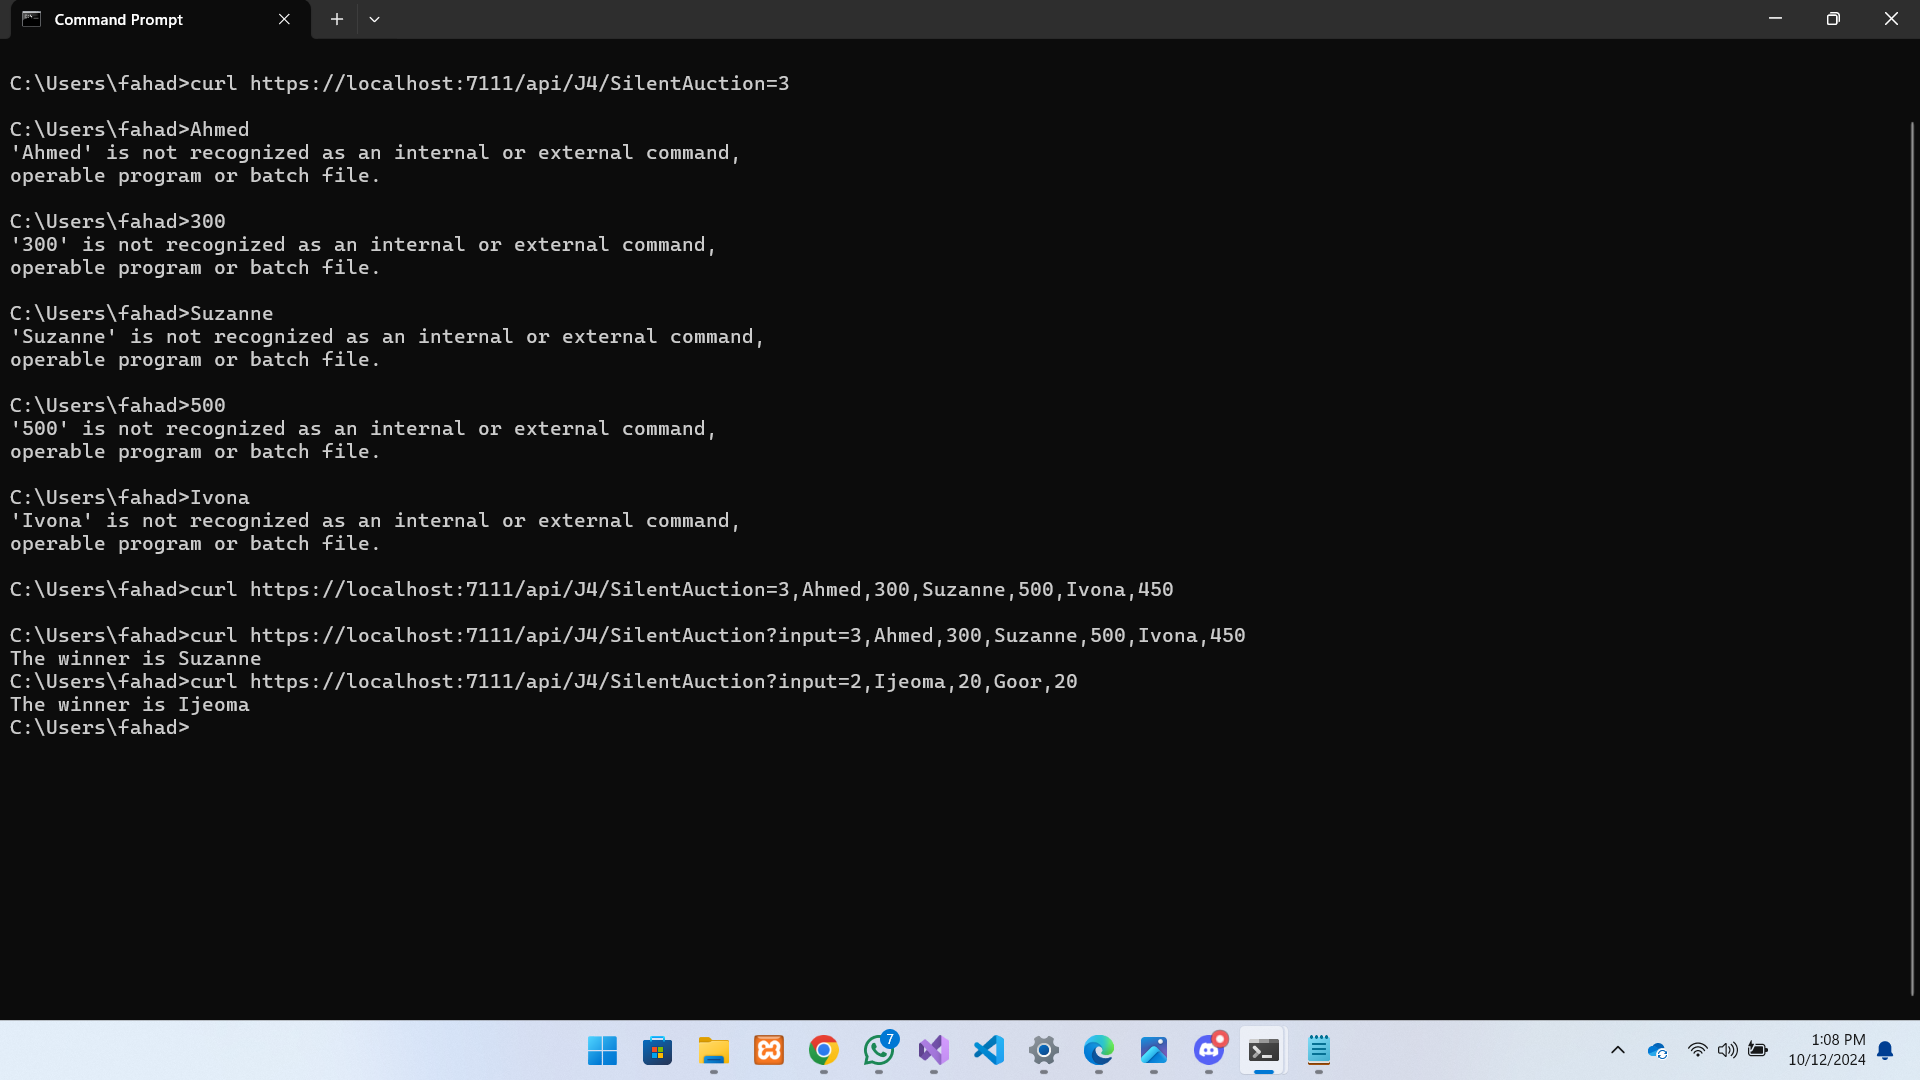 Command Prompt
C:\Users\fahad>curl https://localhost:7111/api/J4/SilentAuction=3
C:\Users\fahad>Ahmed
'Ahmed' is not recognized as an internal or external command,
operable program or batch file.
C:\Users\fahad>300
'300' is not recognized as an internal or external command,
operable program or batch file.
C:\Users\fahad>Suzanne
'Suzanne' is not recognized as an internal or external command,
operable program or batch file.
C:\Users\fahad>500
'500' is not recognized as an internal or external command,
operable program or batch file.
C:\Users\fahad>Ivona
'Ivona' is not recognized as an internal or external command,
operable program or batch file.
C:\Users\fahad>curl https://localhost:7111/api/J4/SilentAuction=3,Ahmed,300,Suzanne,500,Ivona,450
C:\Users\fahad>curl https://localhost:7111/api/J4/SilentAuction?input=3,Ahmed,300,Suzanne,500,Ivona,450
The winner is Suzanne
C:\Users\fahad>curl https://localhost:7111/api/J4/SilentAuction?input=2,Ijeoma,20,Goor,20
The winner is Ijeoma
C:\Users\fahad>
7
1:08 PM
10/12/2024